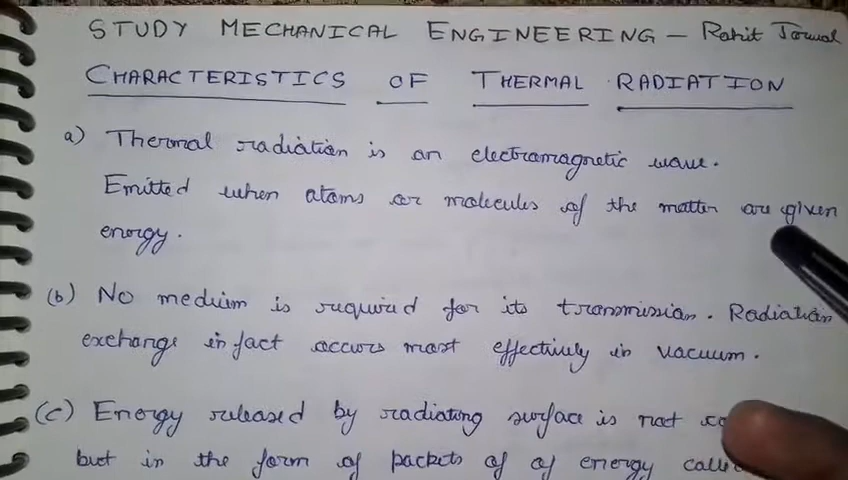 STUDY MECHANICAL ENGINEERING - Rohit Jorwal
CHARACTERISTICS OF THERMAL RADIATION
a) Thermal radiation is an electromagnetic wave.
Emitted when atoms or molecules of the matter are given
energy.
(b) No medium is required for its transmission. Radiation
exchange in fact occurs most effectively in vacuum.
(c) Energy released by radiating surface is not
but in the form of packets of of energy